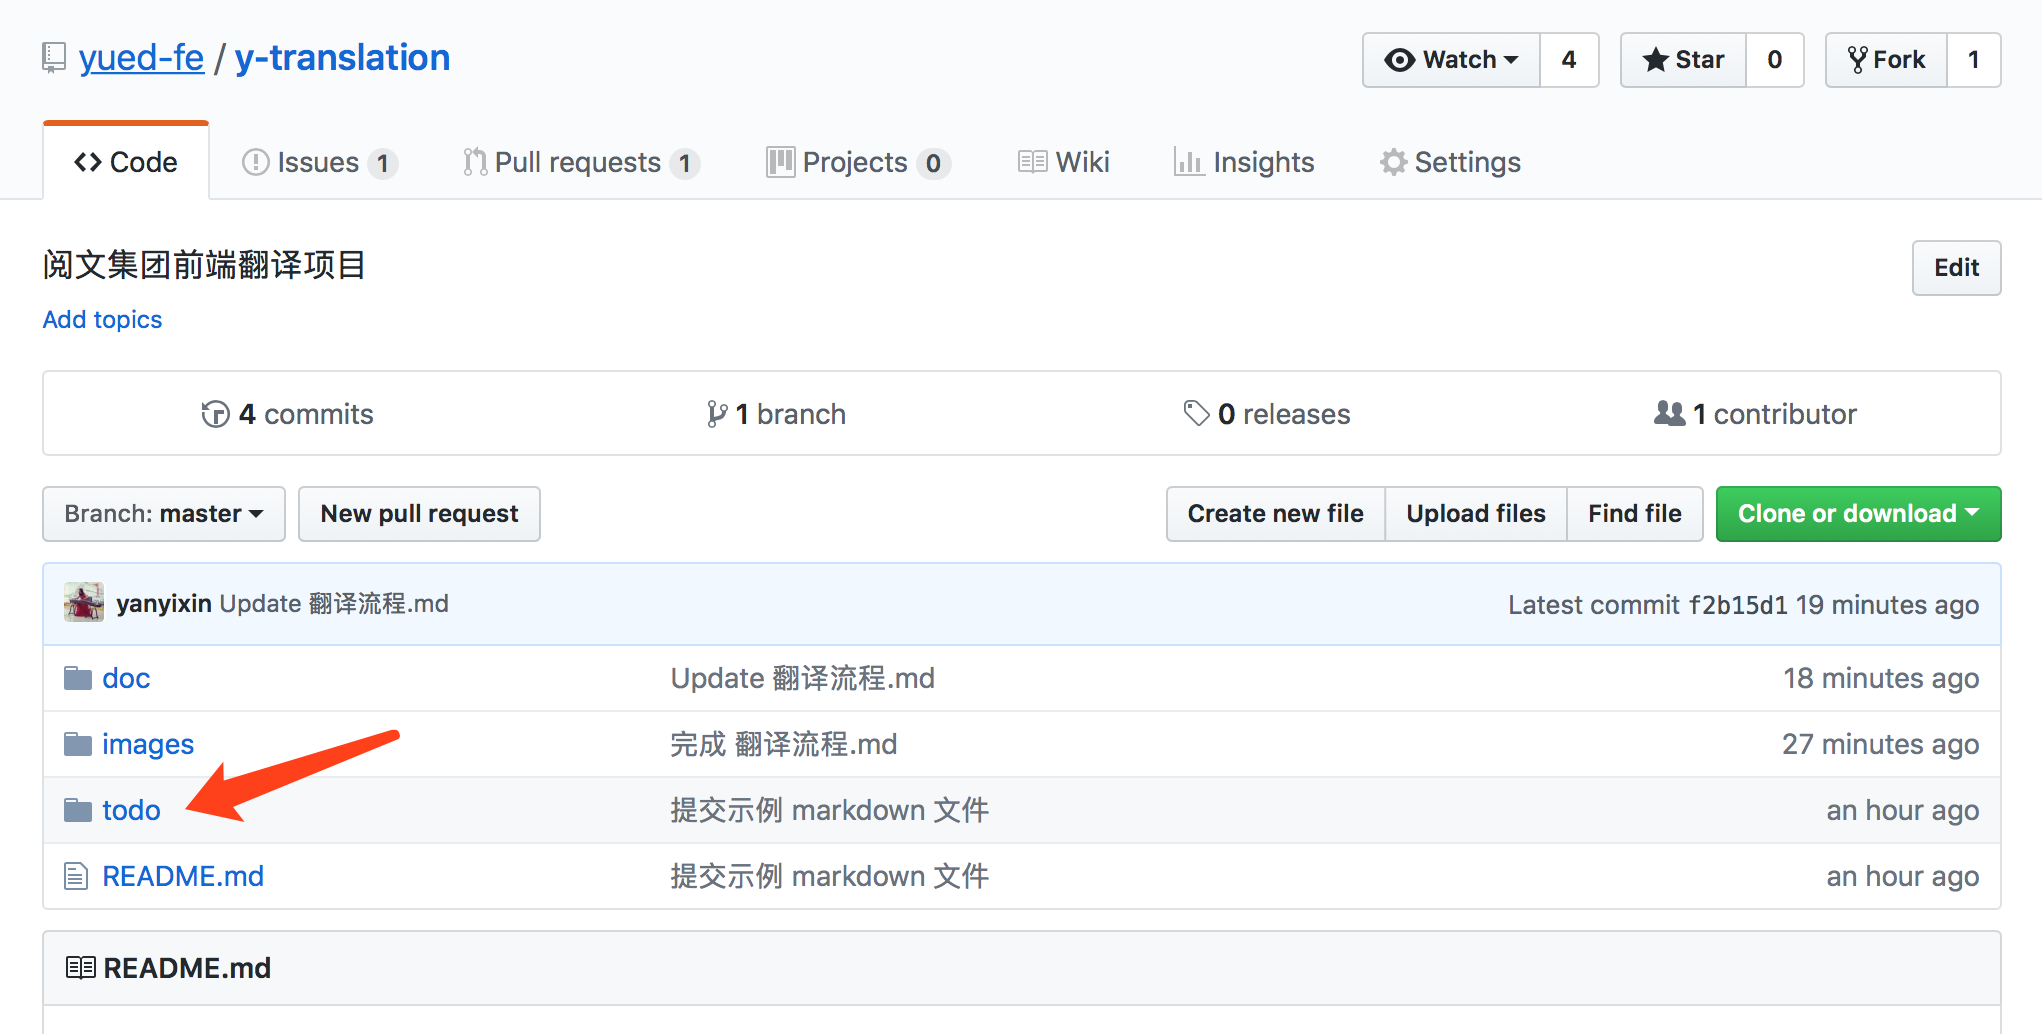 yued-fe / y-translation
Watch 4 Star 0 Fork 1
Code Issues 1 Pull requests 1 Projects 0 Wiki Insights Settings
阅文集团前端翻译项目
Edit
Add topics
4 commits 1 branch 0 releases 1 contributor
Branch: master New pull request Create new file Upload files Find file Clone or download
yanyixin Update 翻译流程.md Latest commit f2b15d1 19 minutes ago
doc Update 翻译流程.md 18 minutes ago
images 完成 翻译流程.md 27 minutes ago
todo 提交示例 markdown 文件 an hour ago
README.md 提交示例 markdown 文件 an hour ago
README.md